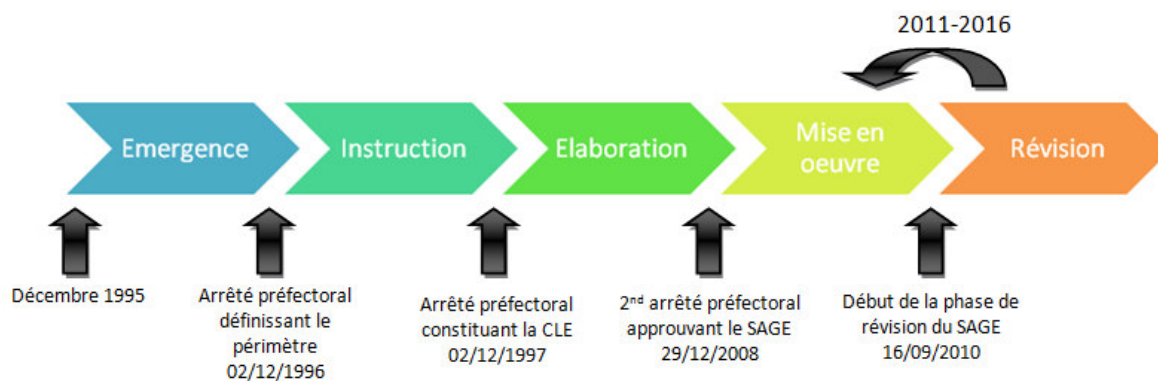 2011-2016
Emergence
Instruction
Elaboration
Mise en
oeuvre
Révision
Décembre 1995
Arrêté préfectoral
définissant le
périmètre
02/12/1996
Arrêté préfectoral
constituant la CLE
02/12/1997
2nd arrêté préfectoral
approuvant le SAGE
29/12/2008
Début de la phase de
révision du SAGE
16/09/2010